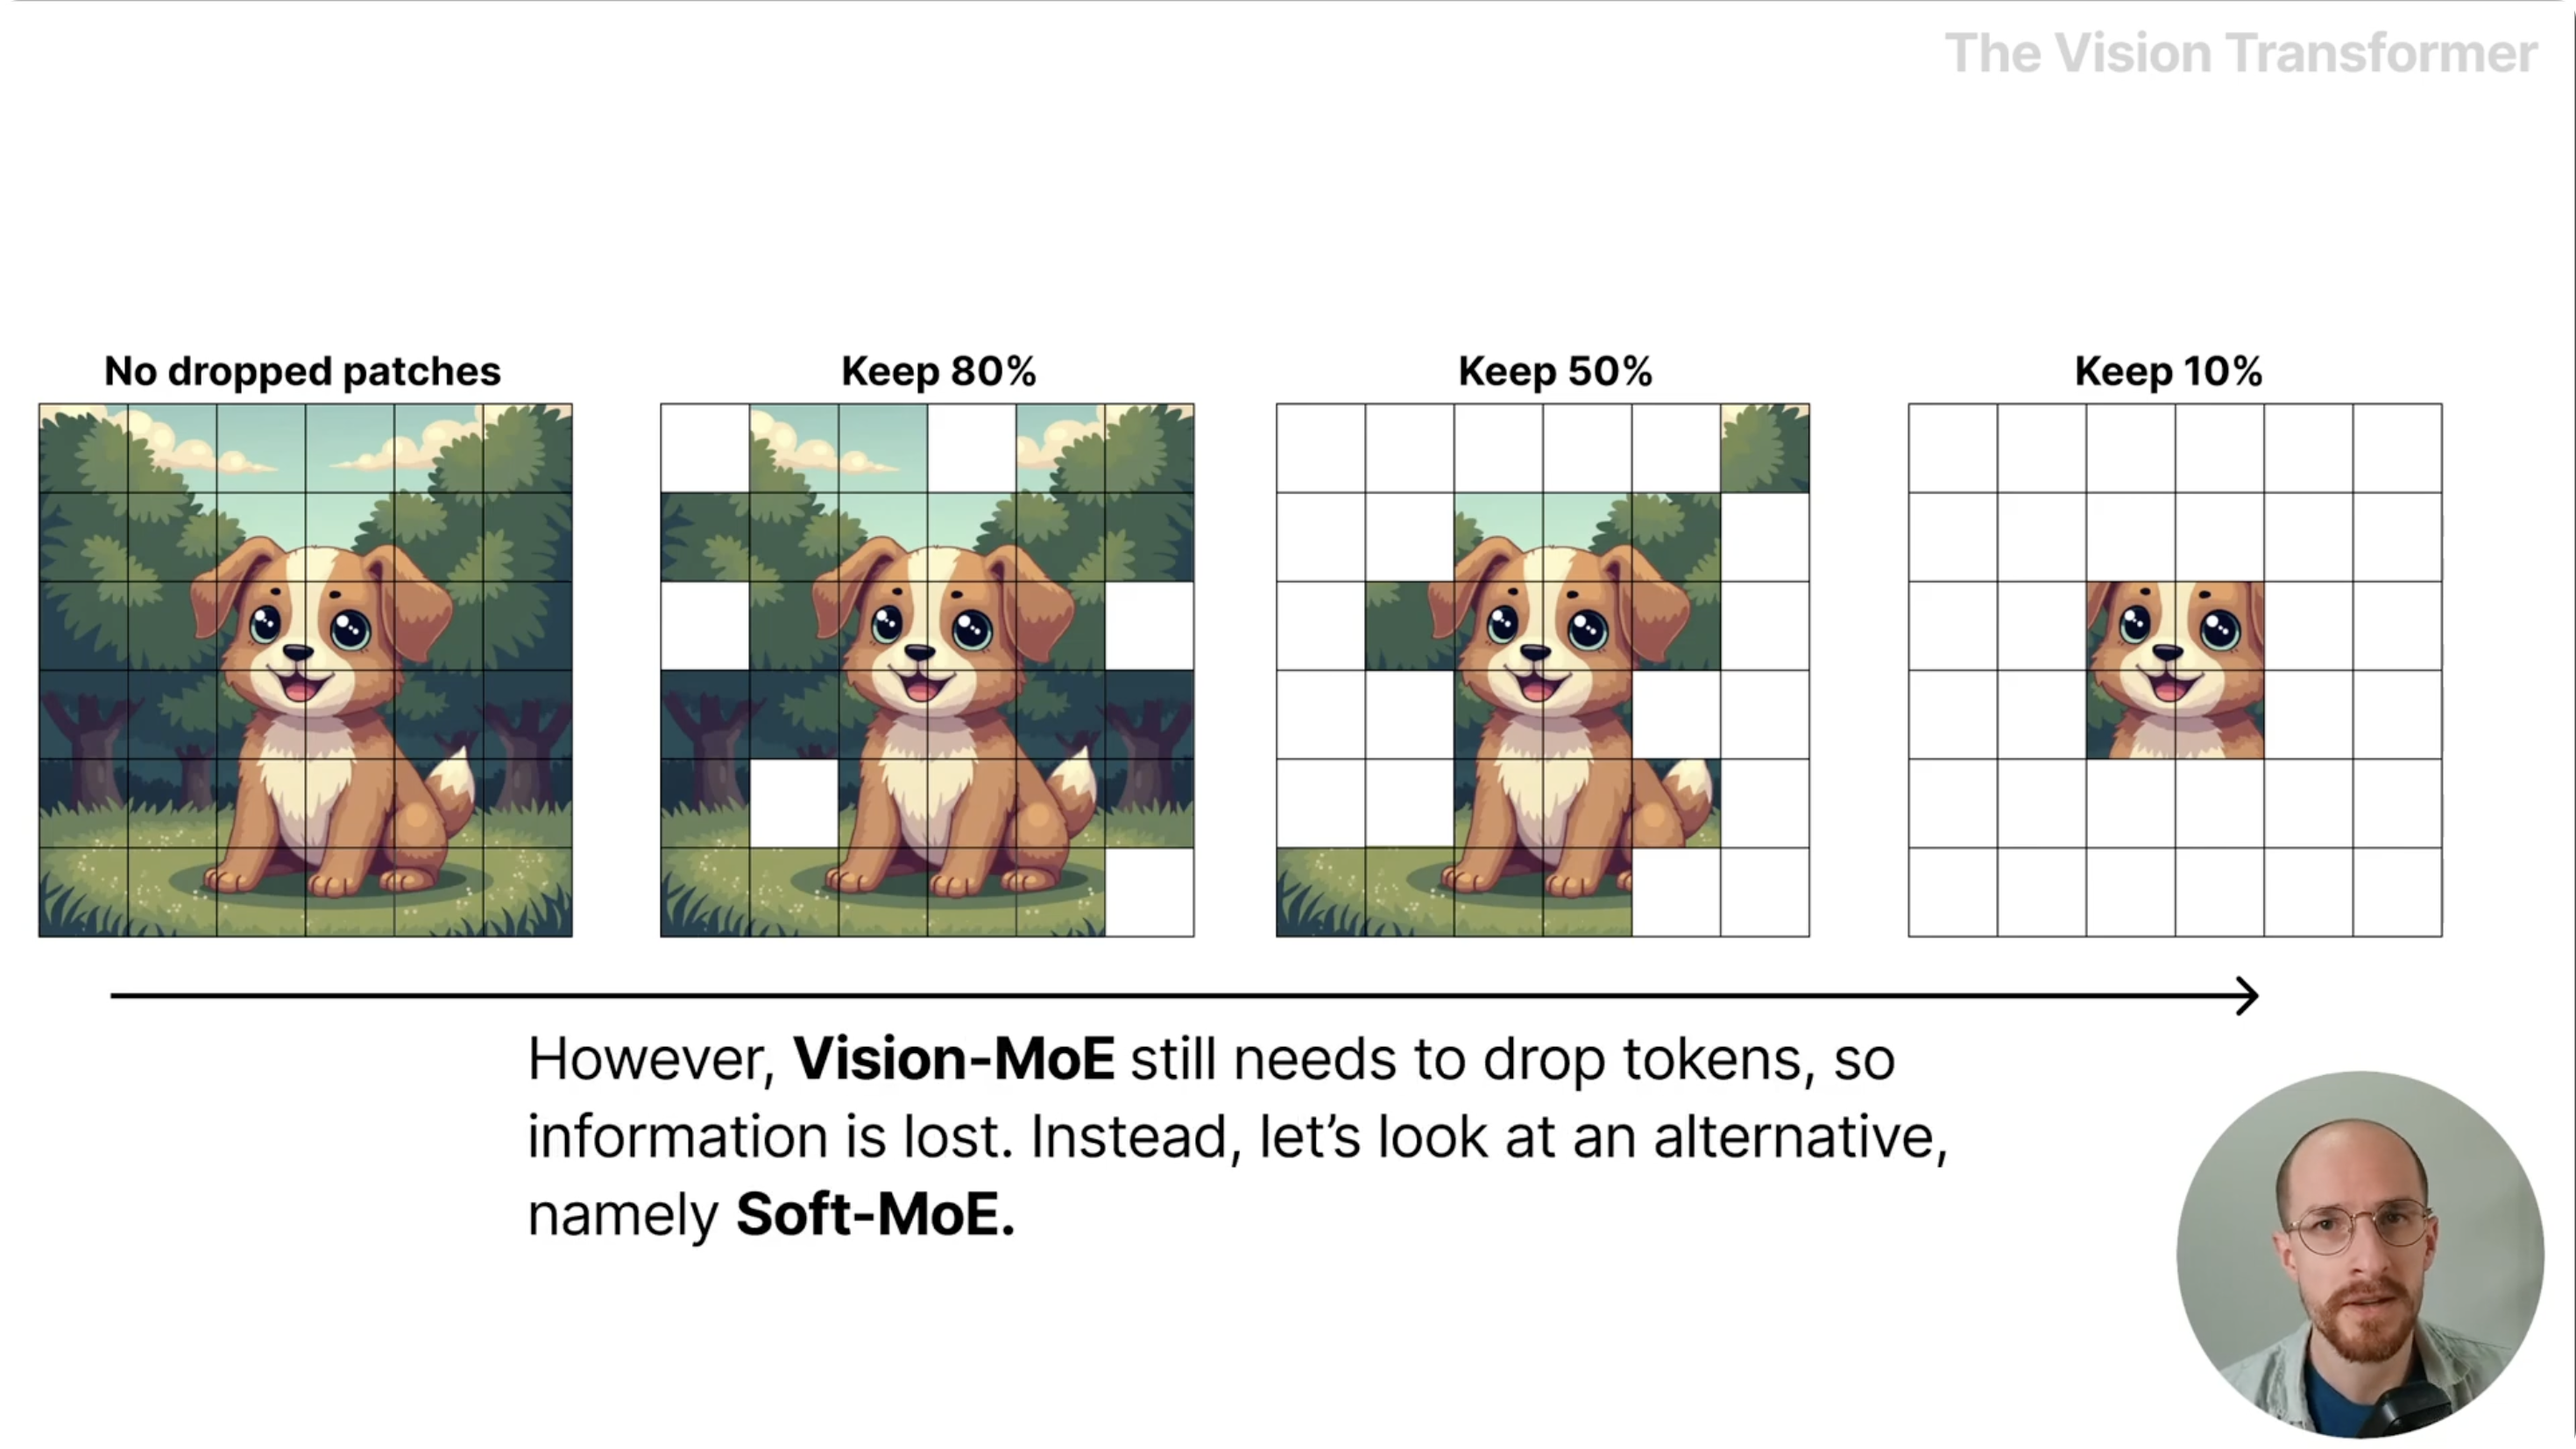 The Vision Transformer
No dropped patches
Keep 80%
Keep 50%
Keep 10%
However, Vision-MoE still needs to drop tokens, so
information is lost. Instead, let’s look at an alternative,
namely Soft-MoE.